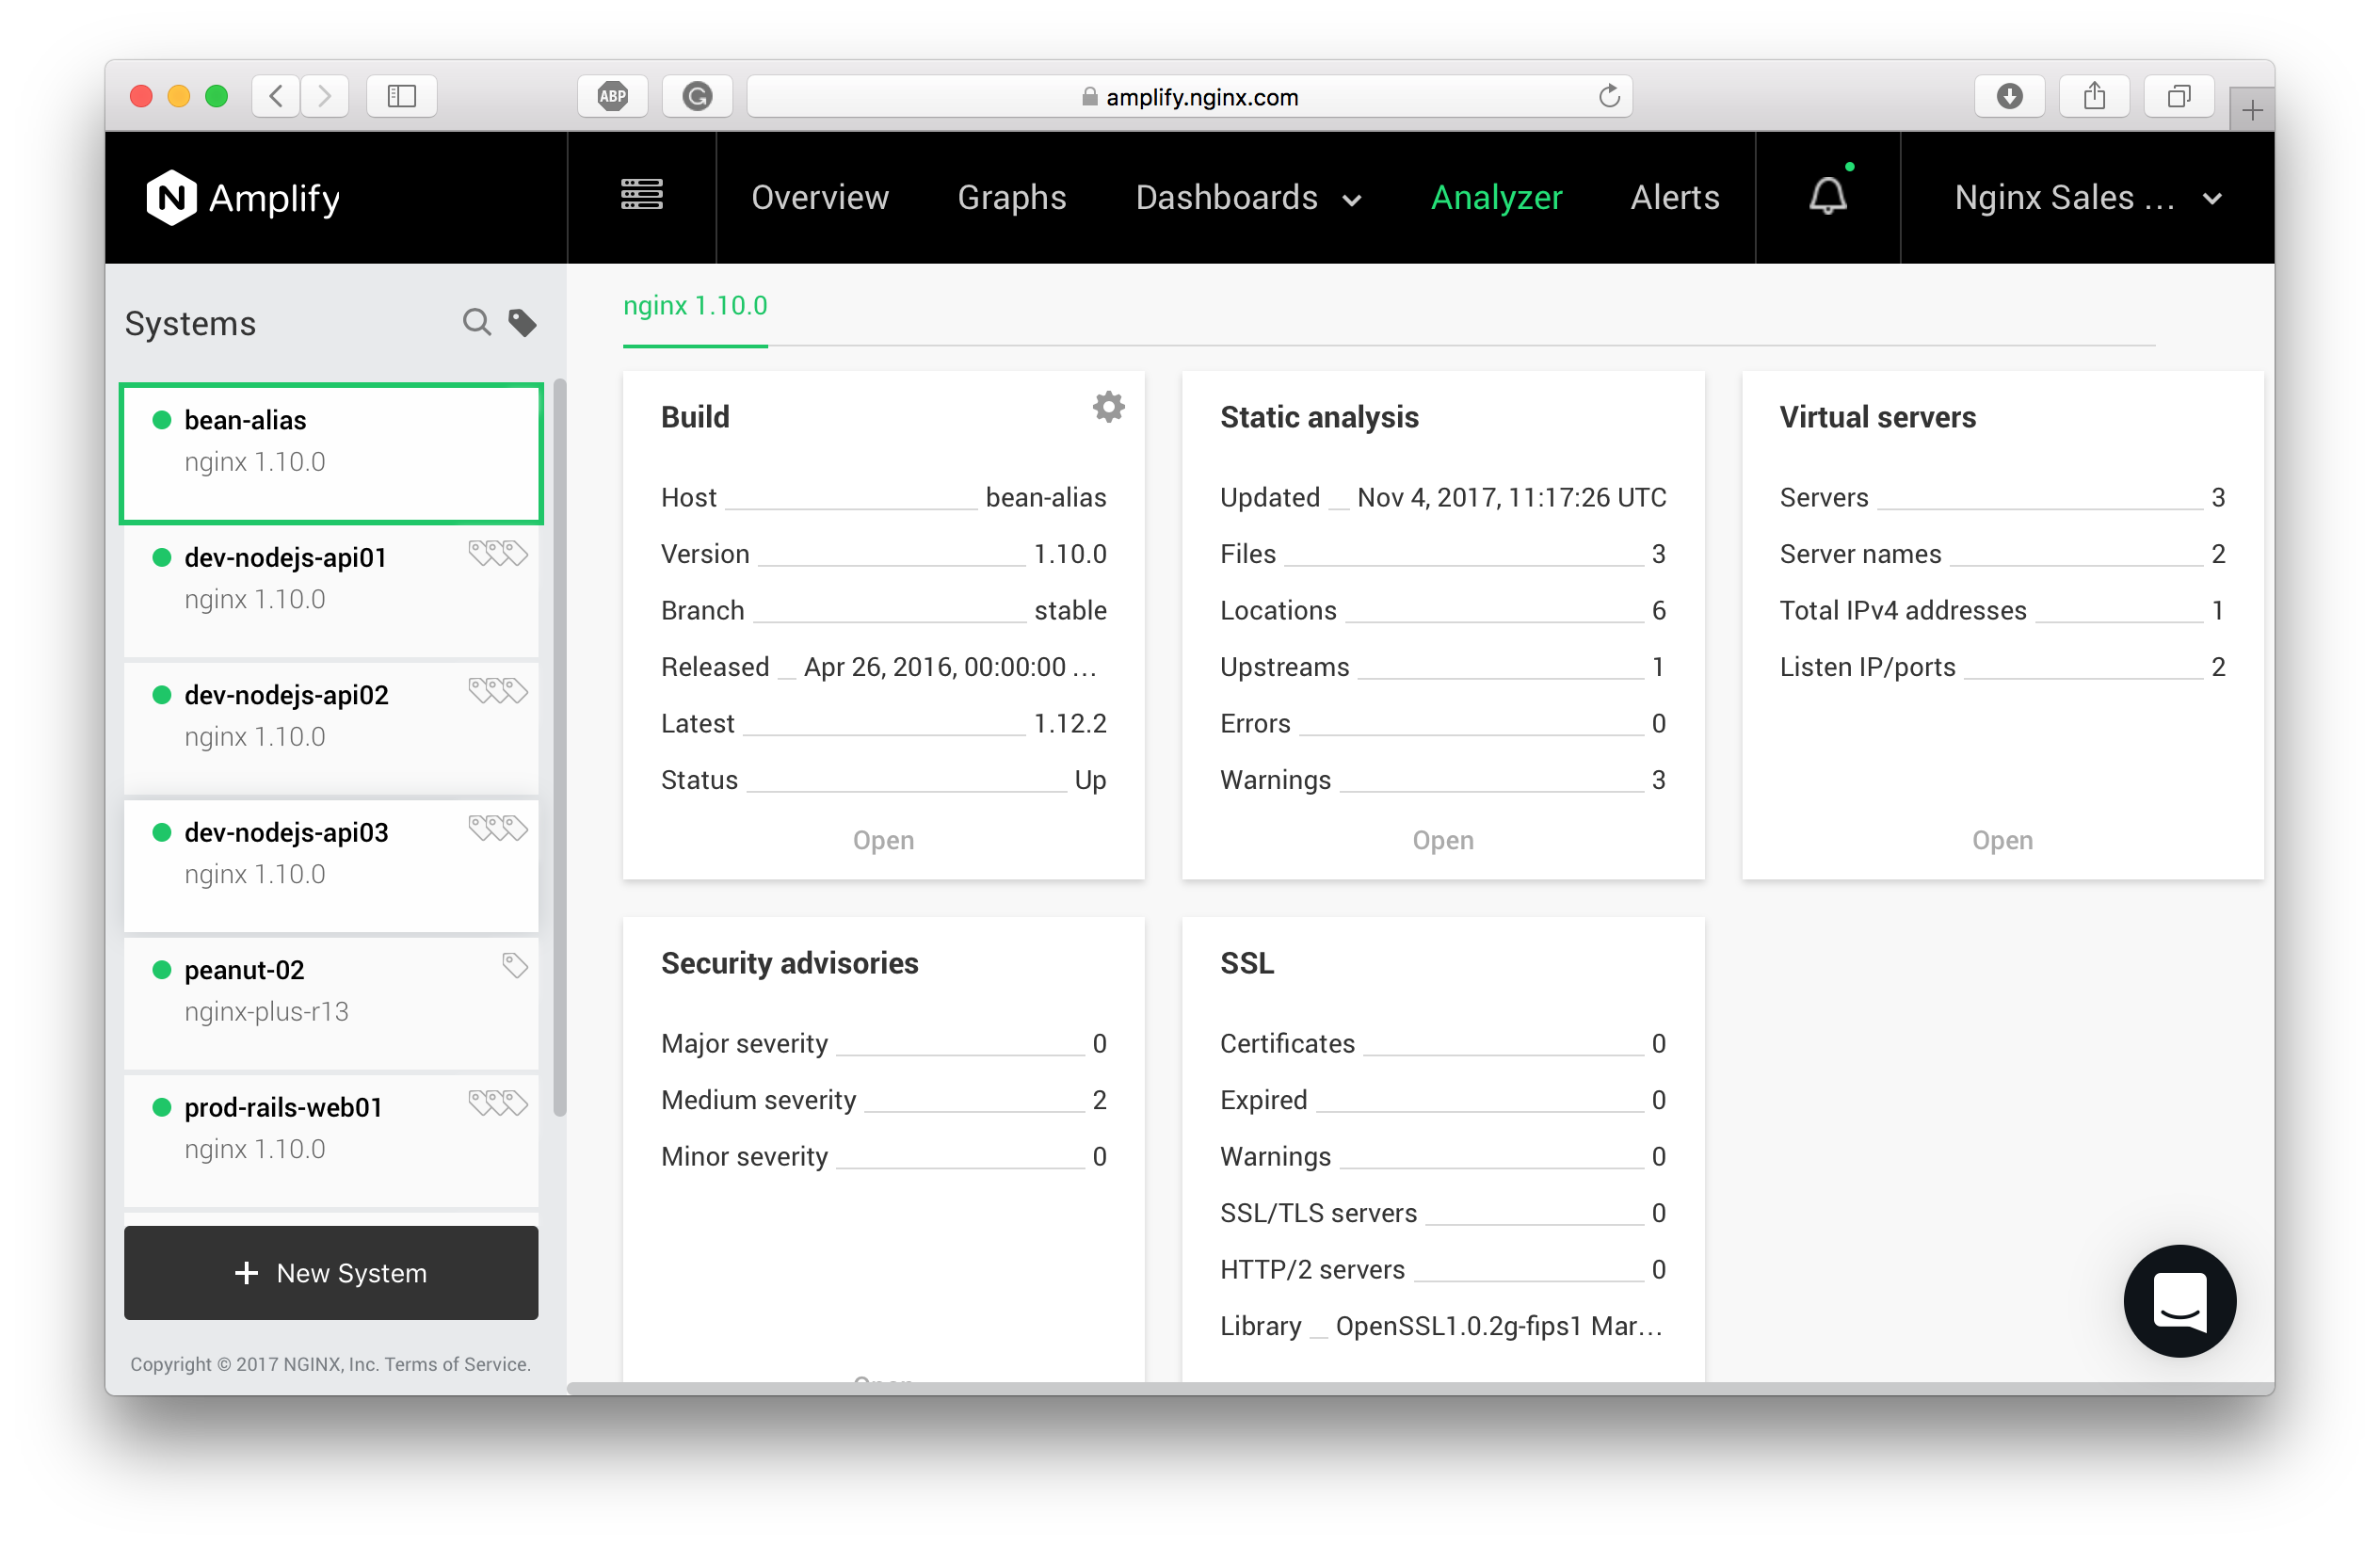 ABP
amplify.nginx.com
N Amplify
Overview
Graphs
Dashboards
Analyzer
Alerts
Nginx Sales ...
Systems
bean-alias
nginx 1.10.0
dev-nodejs-api01
nginx 1.10.0
dev-nodejs-api02
nginx 1.10.0
dev-nodejs-api03
nginx 1.10.0
peanut-02
nginx-plus-r13
prod-rails-web01
nginx 1.10.0
+ New System
Copyright © 2017 NGINX, Inc. Terms of Service.
nginx 1.10.0
Build
Host bean-alias
Version 1.10.0
Branch stable
Released Apr 26, 2016, 00:00:00 ...
Latest 1.12.2
Status Up
Open
Static analysis
Updated Nov 4, 2017, 11:17:26 UTC
Files 3
Locations 6
Upstreams 1
Errors 0
Warnings 3
Open
Virtual servers
Servers 3
Server names 2
Total IPv4 addresses 1
Listen IP/ports 2
Open
Security advisories
Major severity 0
Medium severity 2
Minor severity 0
Open
SSL
Certificates 0
Expired 0
Warnings 0
SSL/TLS servers 0
HTTP/2 servers 0
Library OpenSSL1.0.2g-fips1 Mar...